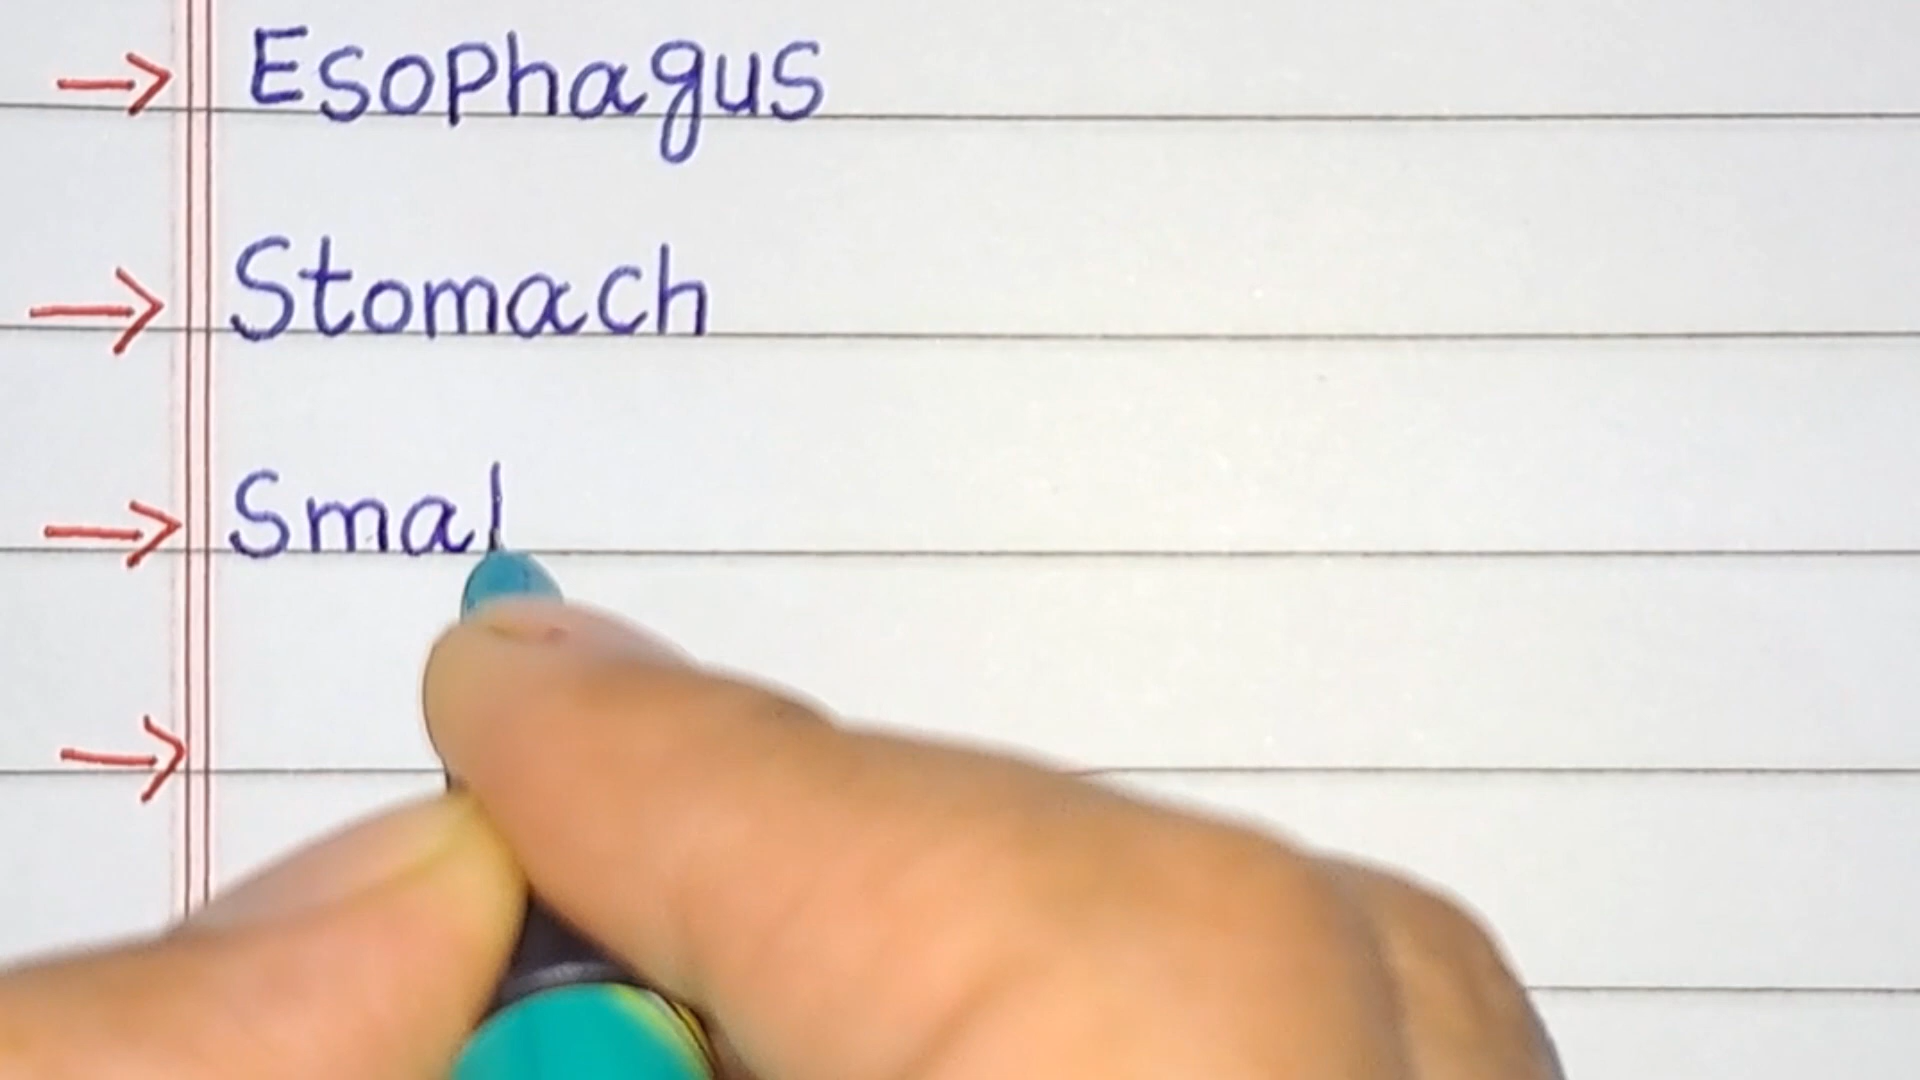 → Esophagus
→ Stomach
→ Smal
→